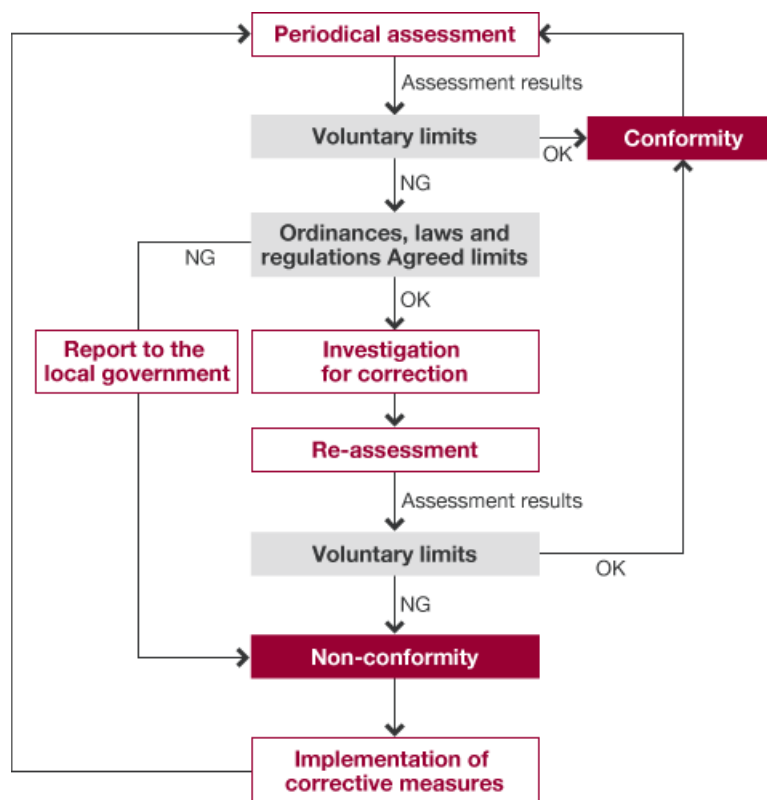 Periodical assessment
Assessment results
Voluntary limits
OK
Conformity
NG
Ordinances, laws and
regulations Agreed limits
NG
OK
Report to the
local government
Investigation
for correction
Re-assessment
Assessment results
Voluntary limits
OK
NG
Non-conformity
Implementation of
corrective measures